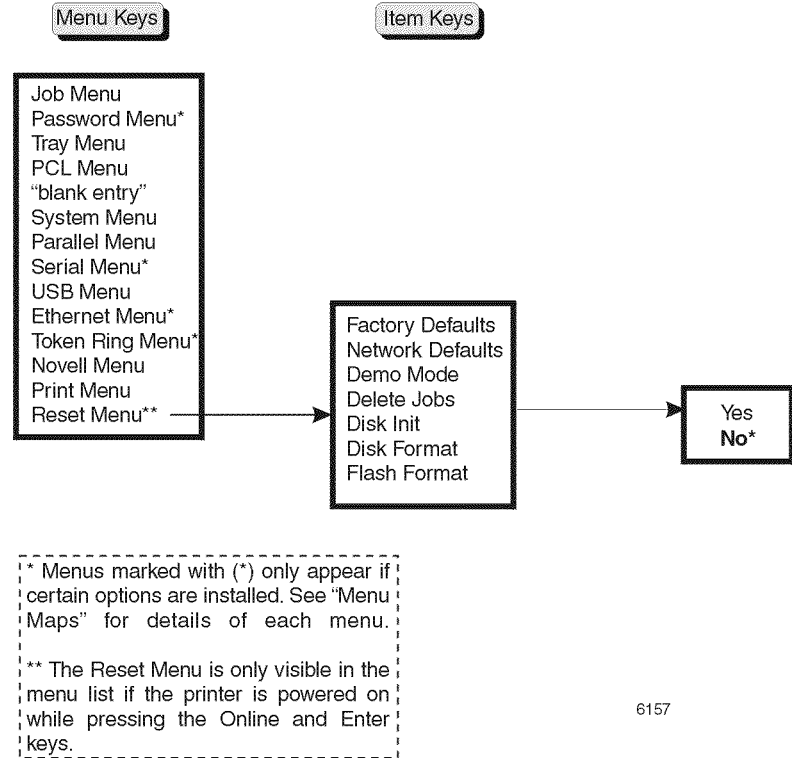 Menu Keys
Item Keys
Job Menu
Password Menu*
Tray Menu
PCL Menu
“blank entry”
System Menu
Parallel Menu
Serial Menu*
USB Menu
Ethernet Menu*
Token Ring Menu*
Novell Menu
Print Menu
Reset Menu**
Factory Defaults
Network Defaults
Demo Mode
Delete Jobs
Disk Init
Disk Format
Flash Format
Yes
No*
* Menus marked with (*) only appear if
certain options are installed. See “Menu
Maps” for details of each menu.
** The Reset Menu is only visible in the
menu list if the printer is powered on
while pressing the Online and Enter
keys.
6157